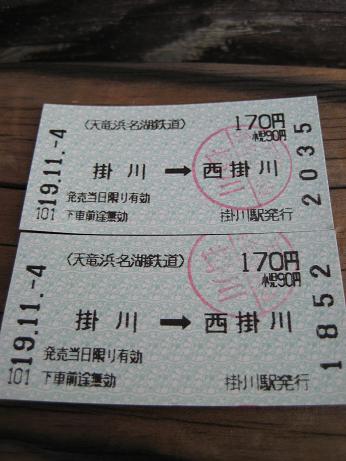 〈天竜浜名湖鉄道〉 170円
小児90円
掛川 → 西掛川
発売当日限り有効
101 下車前途無効 掛川駅発行
19.11.-4
2035
〈天竜浜名湖鉄道〉 170円
小児90円
掛川 → 西掛川
発売当日限り有効
101 下車前途無効 掛川駅発行
19.11.-4
1852